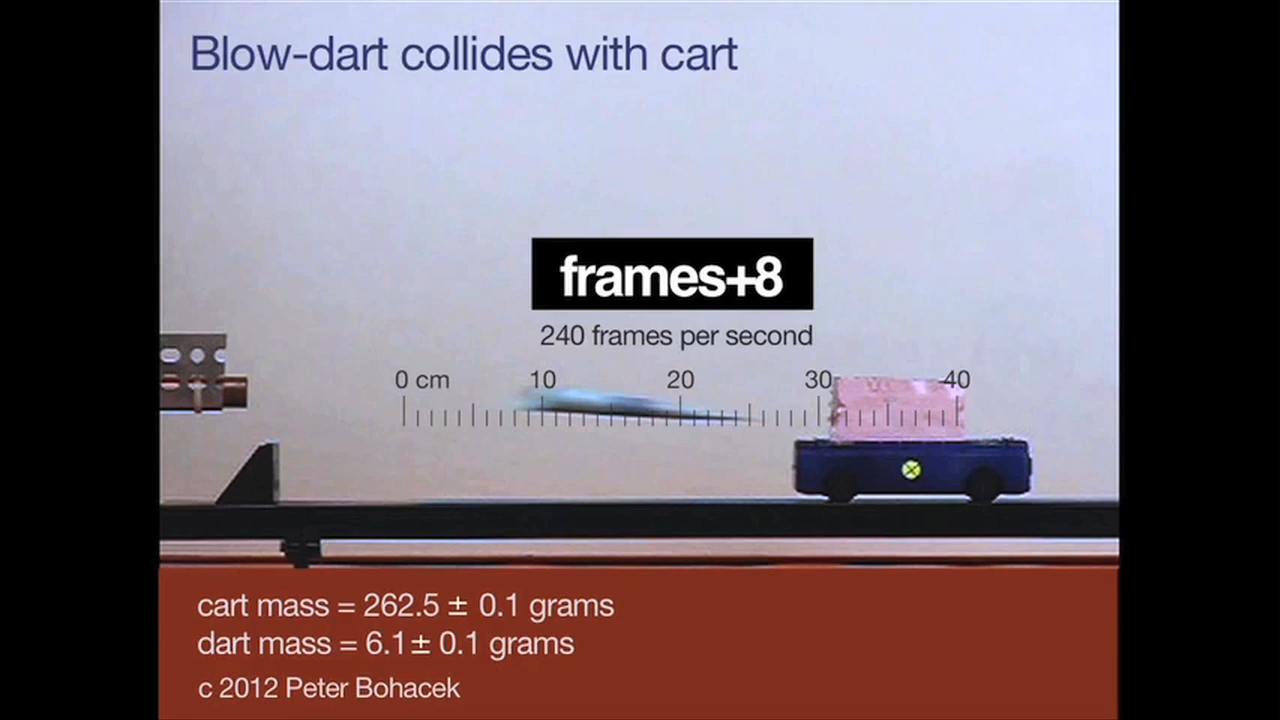 Blow-dart collides with cart
frames+8
240 frames per second
0 cm 10 20 30 40
cart mass = 262.5 ± 0.1 grams
dart mass = 6.1± 0.1 grams
c 2012 Peter Bohacek